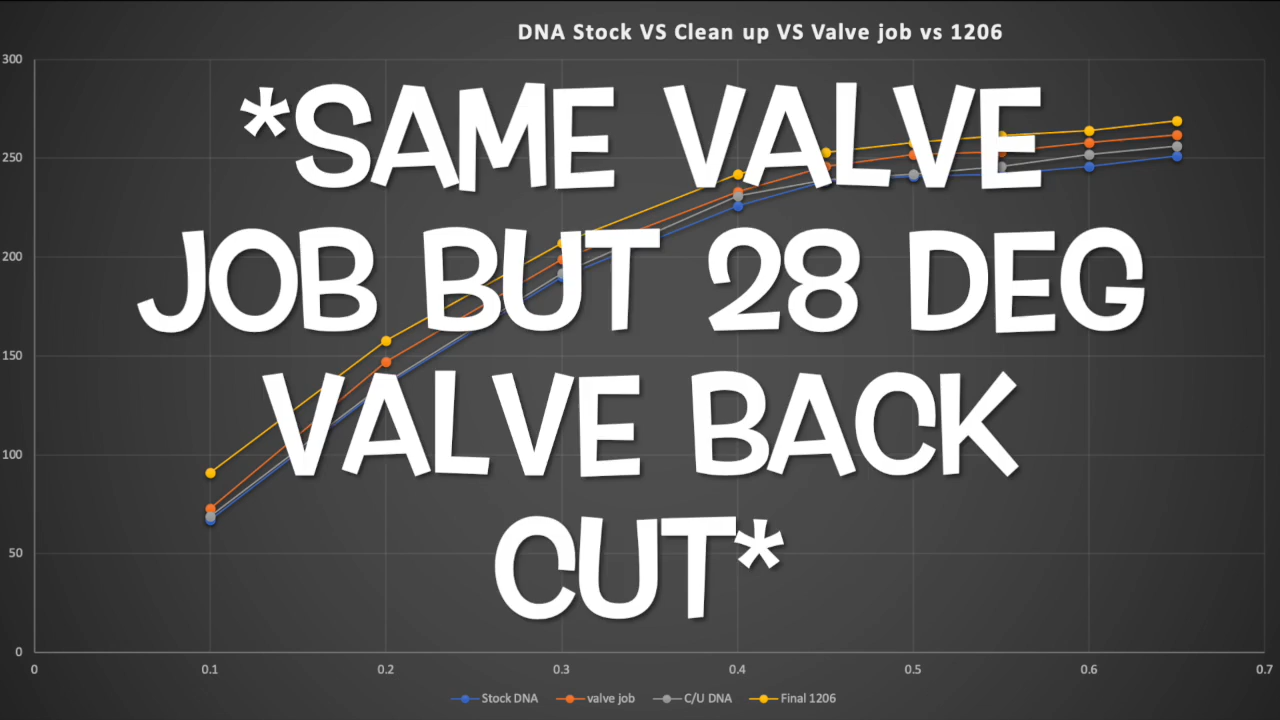 DNA Stock VS Clean up VS Valve job vs 1206
*SAME VALVE
JOB BUT 28 DEG
VALVE BACK
CUT*
300
250
200
150
100
50
0
0 0.1 0.2 0.3 0.4 0.5 0.6 0.7
Stock DNA valve job C/U DNA Final 1206